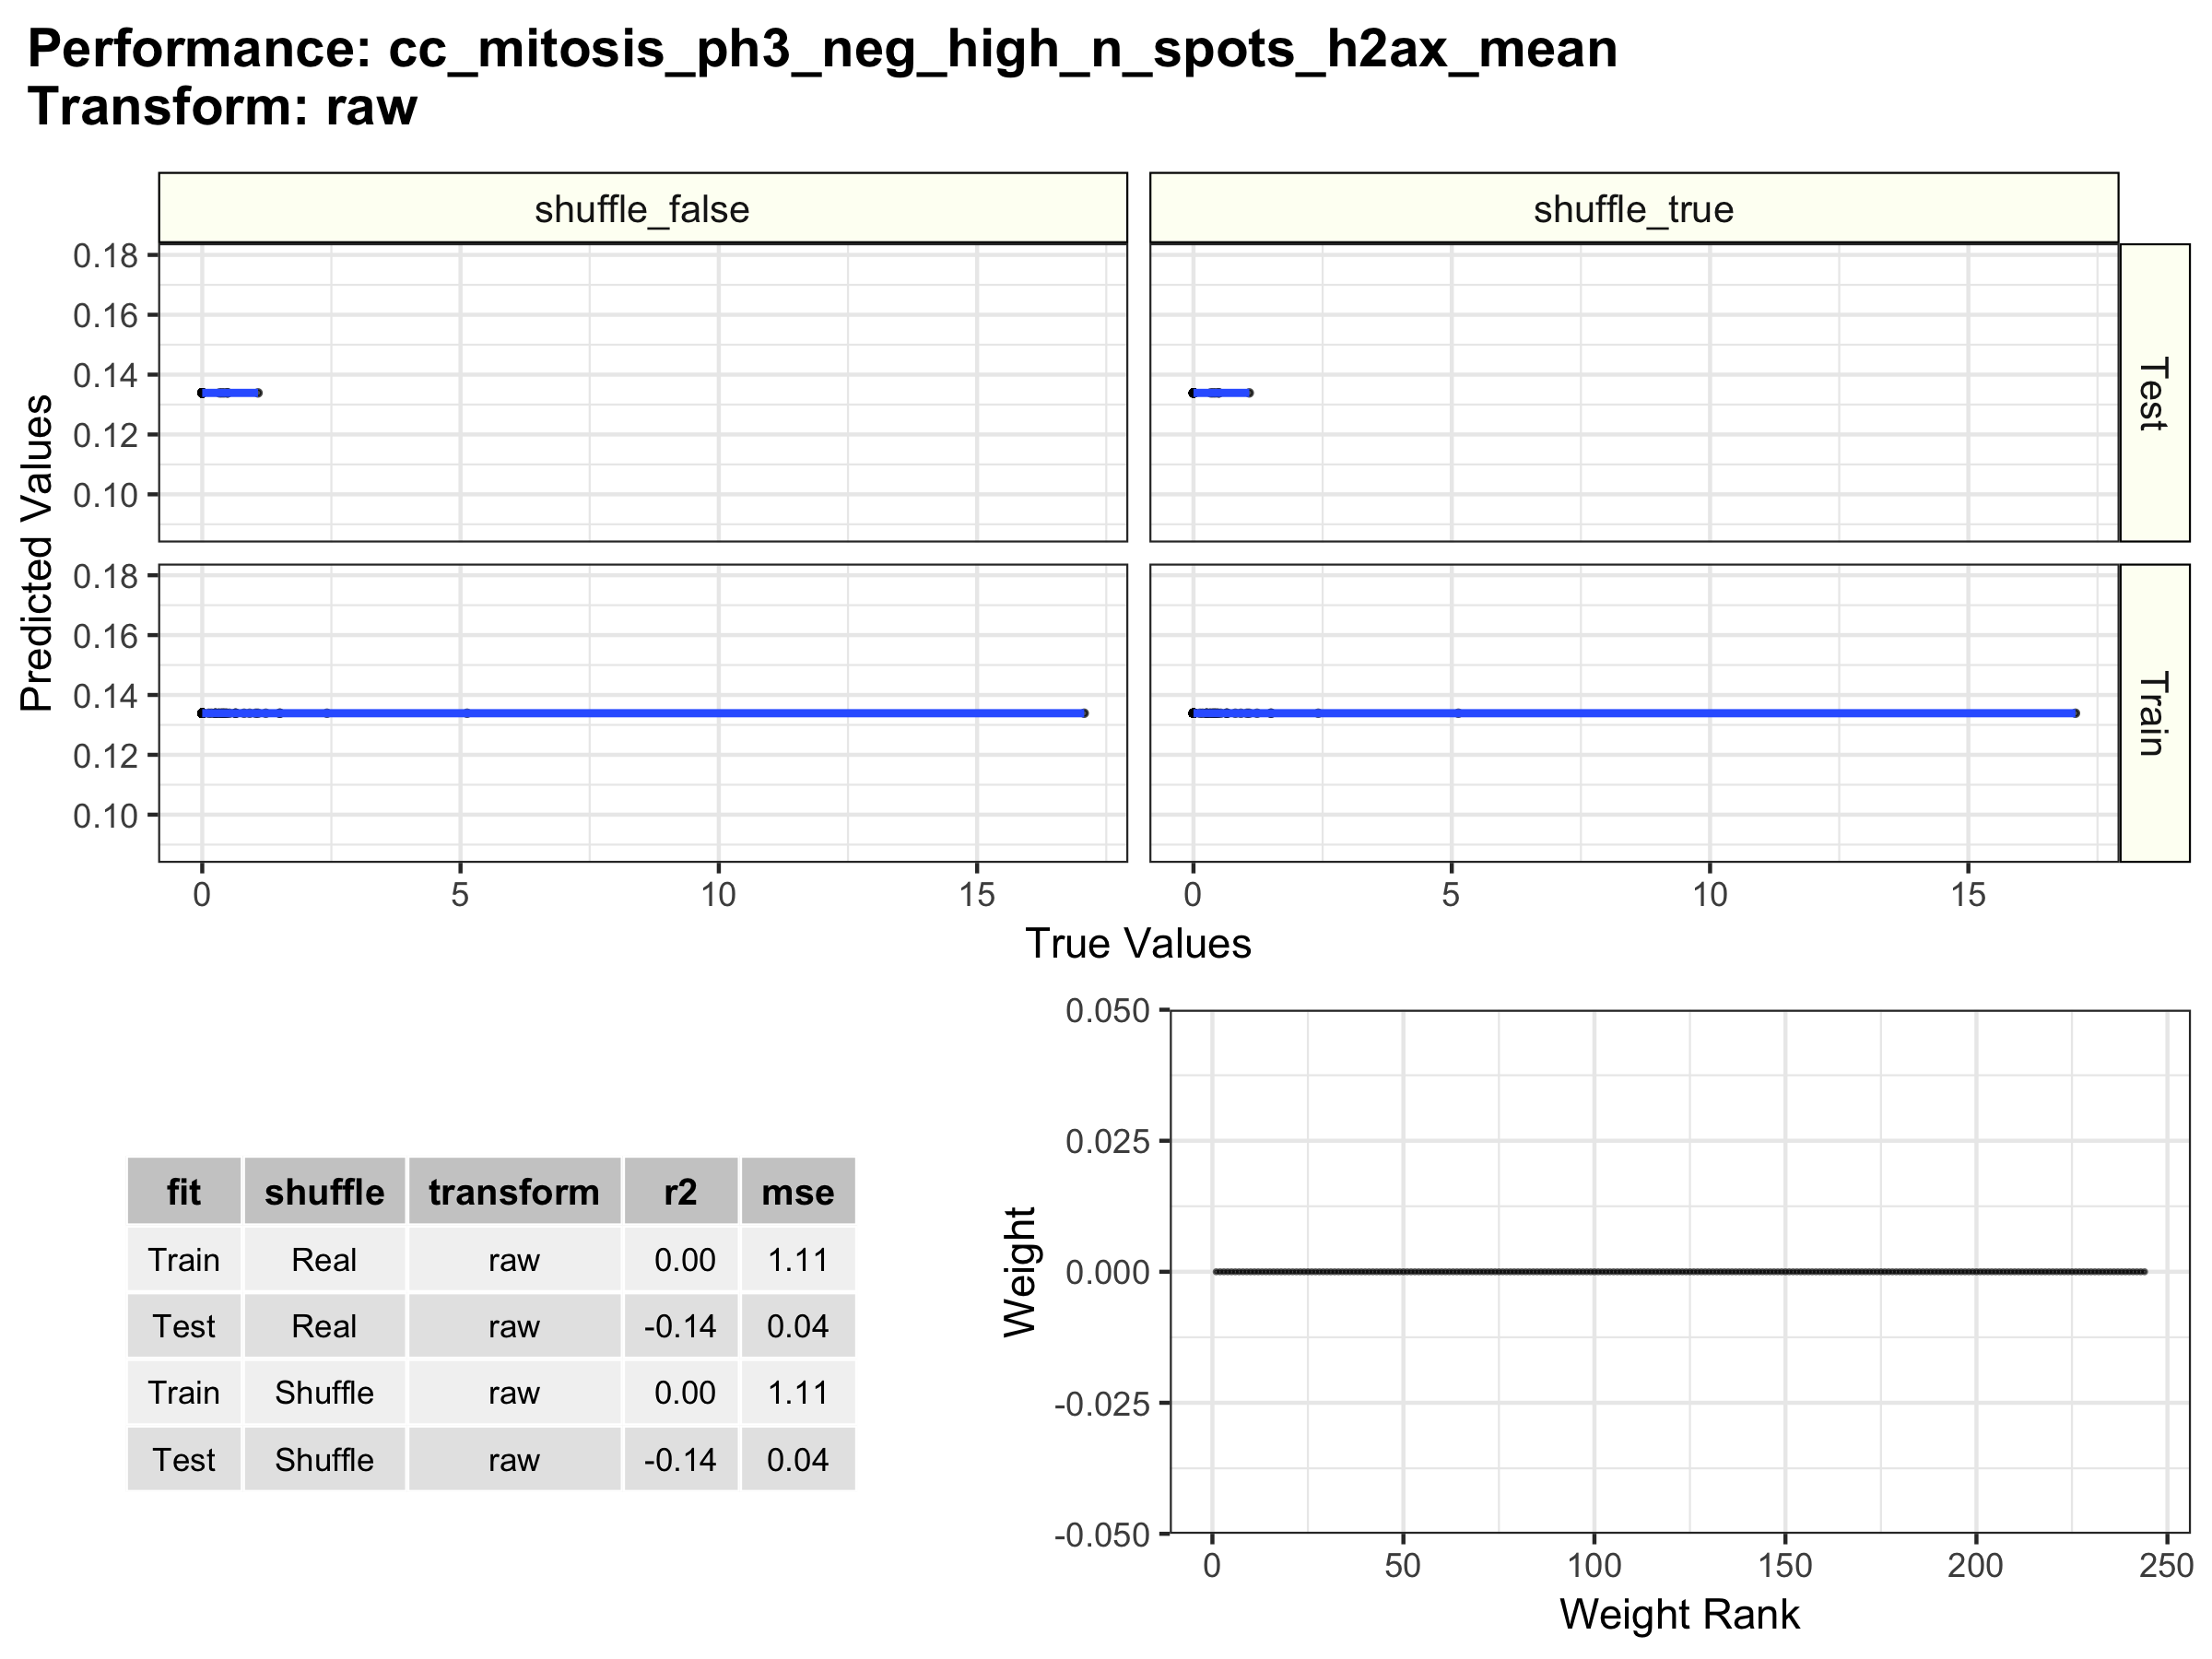 Performance: cc_mitosis_ph3_neg_high_n_spots_h2ax_mean
Transform: raw
shuffle_false
shuffle_true
0.18
0.16
0.14
0.12
0.10
Test
0.18
0.16
0.14
0.12
0.10
Train
Predicted Values
0 5 10 15
0 5 10 15
True Values
fit shuffle transform r2 mse
Train Real raw 0.00 1.11
Test Real raw -0.14 0.04
Train Shuffle raw 0.00 1.11
Test Shuffle raw -0.14 0.04
0.050
0.025
0.000
-0.025
-0.050
Weight
0 50 100 150 200 250
Weight Rank